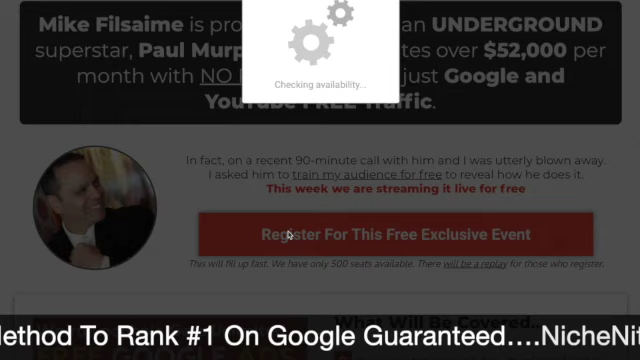 Mike Filsaime is pro an UNDERGROUND
superstar, Paul Murp tes over $52,000 per
month with NO just Google and
YouTube FREE Traffic.
Checking availability...
In fact, on a recent 90-minute call with him and I was utterly blown away.
I asked him to train my audience for free to reveal how he does it.
This week we are streaming it live for free
Register For This Free Exclusive Event
This will fill up fast. We have only 500 seats available. There will be a replay for those who register.
What Will Be Covered...
Method To Rank #1 On Google Guaranteed....NicheNit